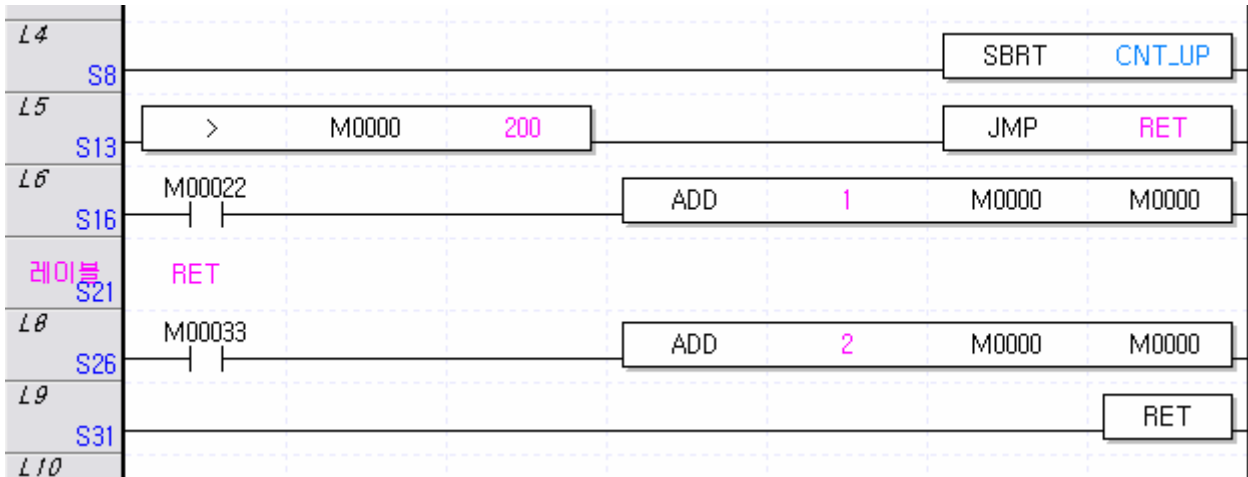 L4
S8 SBRT CNT_UP
L5
S13 > M0000 200 JMP RET
L6 M00022
S16 ADD 1 M0000 M0000
레이블 RET
S21
L8 M00033
S26 ADD 2 M0000 M0000
L9
S31 RET
L10